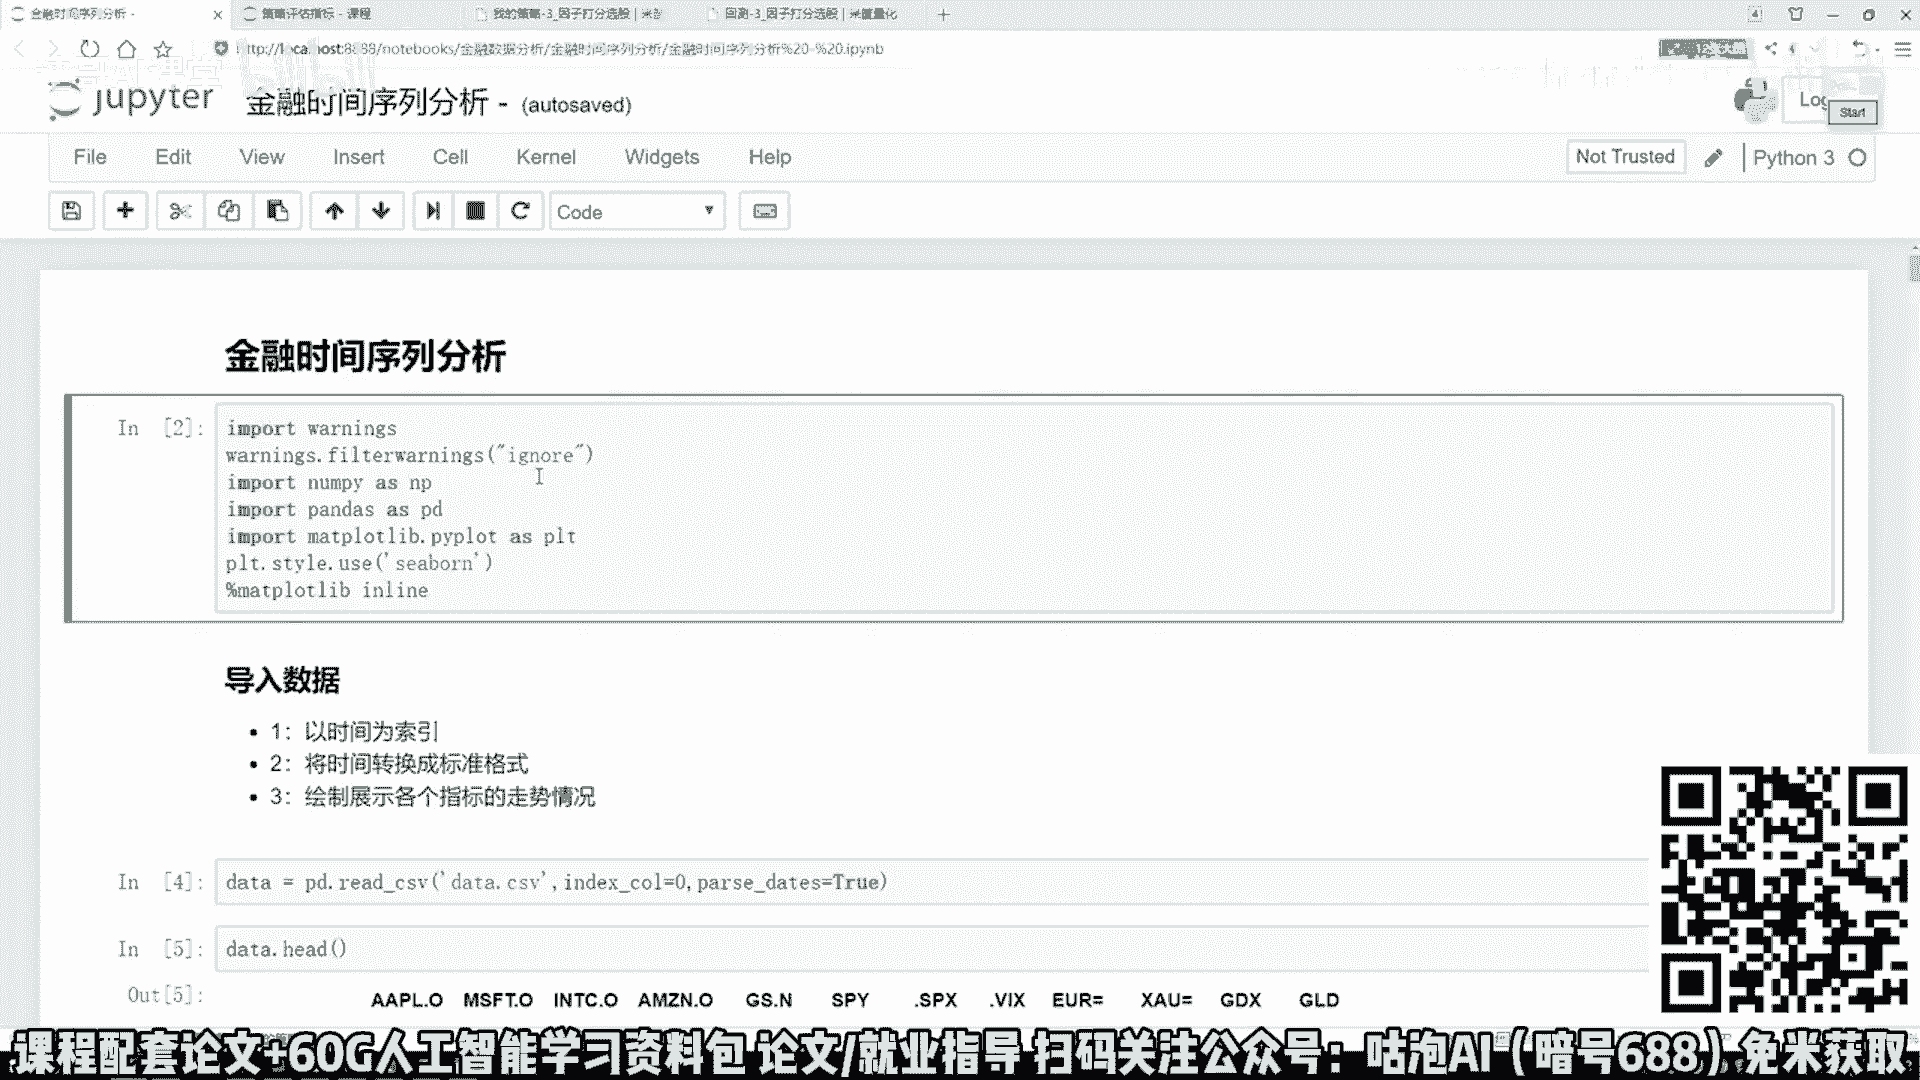 金融时间序列分析 -
策略评估指标 - 课程
我的策略-3_因子打分选股 | 米筐
回测-3_因子打分选股 | 米筐量化
http://localhost:8888/notebooks/金融数据分析/金融时间序列分析/金融时间序列分析%20-%20.ipynb
jupyter 金融时间序列分析 - (autosaved)
Start
File Edit View Insert Cell Kernel Widgets Help
Not Trusted
Python 3
Code
金融时间序列分析
In [2]: import warnings
warnings.filterwarnings("ignore")
import numpy as np
import pandas as pd
import matplotlib.pyplot as plt
plt.style.use('seaborn')
%matplotlib inline
导入数据
1：以时间为索引
2：将时间转换成标准格式
3：绘制展示各个指标的走势情况
In [4]: data = pd.read_csv('data.csv',index_col=0,parse_dates=True)
In [5]: data.head()
Out[5]:
AAPL.O MSFT.O INTC.O AMZN.O GS.N SPY .SPX .VIX EUR= XAU= GDX GLD
课程配套论文+60G人工智能学习资料包 论文/就业指导 扫码关注公众号：咕泡AI（暗号688）免米获取